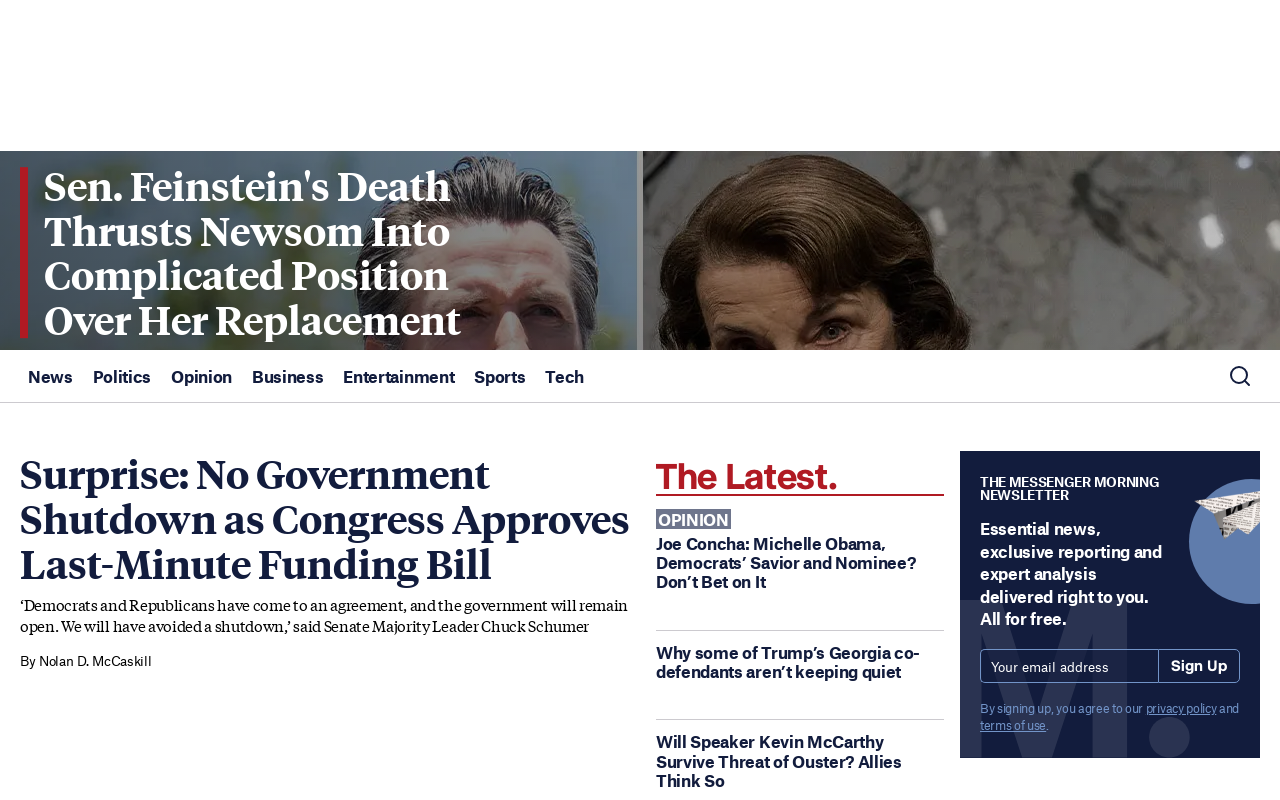 Sen. Feinstein's Death
Thrusts Newsom Into
Complicated Position
Over Her Replacement
News
Politics
Opinion
Business
Entertainment
Sports
Tech
Surprise: No Government
Shutdown as Congress Approves
Last-Minute Funding Bill
‘Democrats and Republicans have come to an agreement, and the government will remain
open. We will have avoided a shutdown,’ said Senate Majority Leader Chuck Schumer
By Nolan D. McCaskill
The Latest.
OPINION
Joe Concha: Michelle Obama,
Democrats’ Savior and Nominee?
Don’t Bet on It
Why some of Trump’s Georgia co-
defendants aren’t keeping quiet
Will Speaker Kevin McCarthy
Survive Threat of Ouster? Allies
Think So
THE MESSENGER MORNING
NEWSLETTER
Essential news,
exclusive reporting and
expert analysis
delivered right to you.
All for free.
Your email address
Sign Up
By signing up, you agree to our privacy policy and
terms of use.
M.